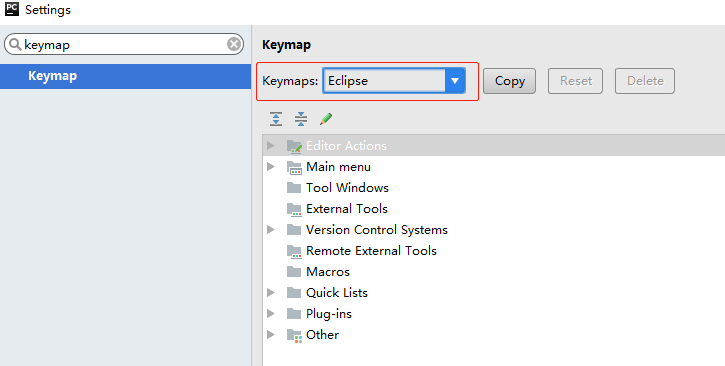 PC Settings
keymap
Keymap
Keymap
Keymaps: Eclipse Copy Reset Delete
Editor Actions
Main menu
Tool Windows
External Tools
Version Control Systems
Remote External Tools
Macros
Quick Lists
Plug-ins
Other